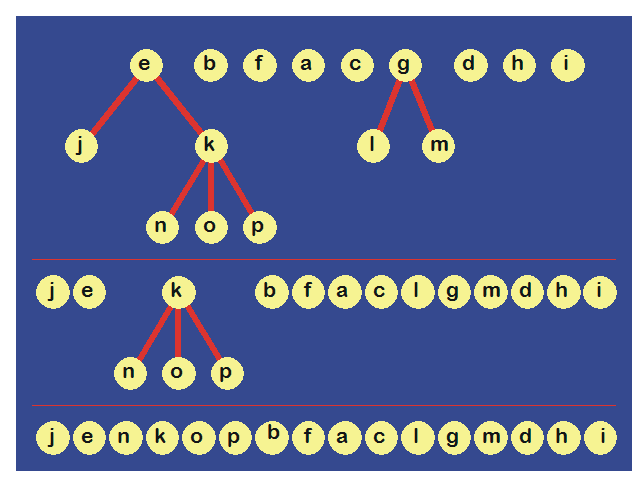 e b f a c g d h i
j k l m
n o p
j e k b f a c l g m d h i
n o p
j e n k o p b f a c l g m d h i